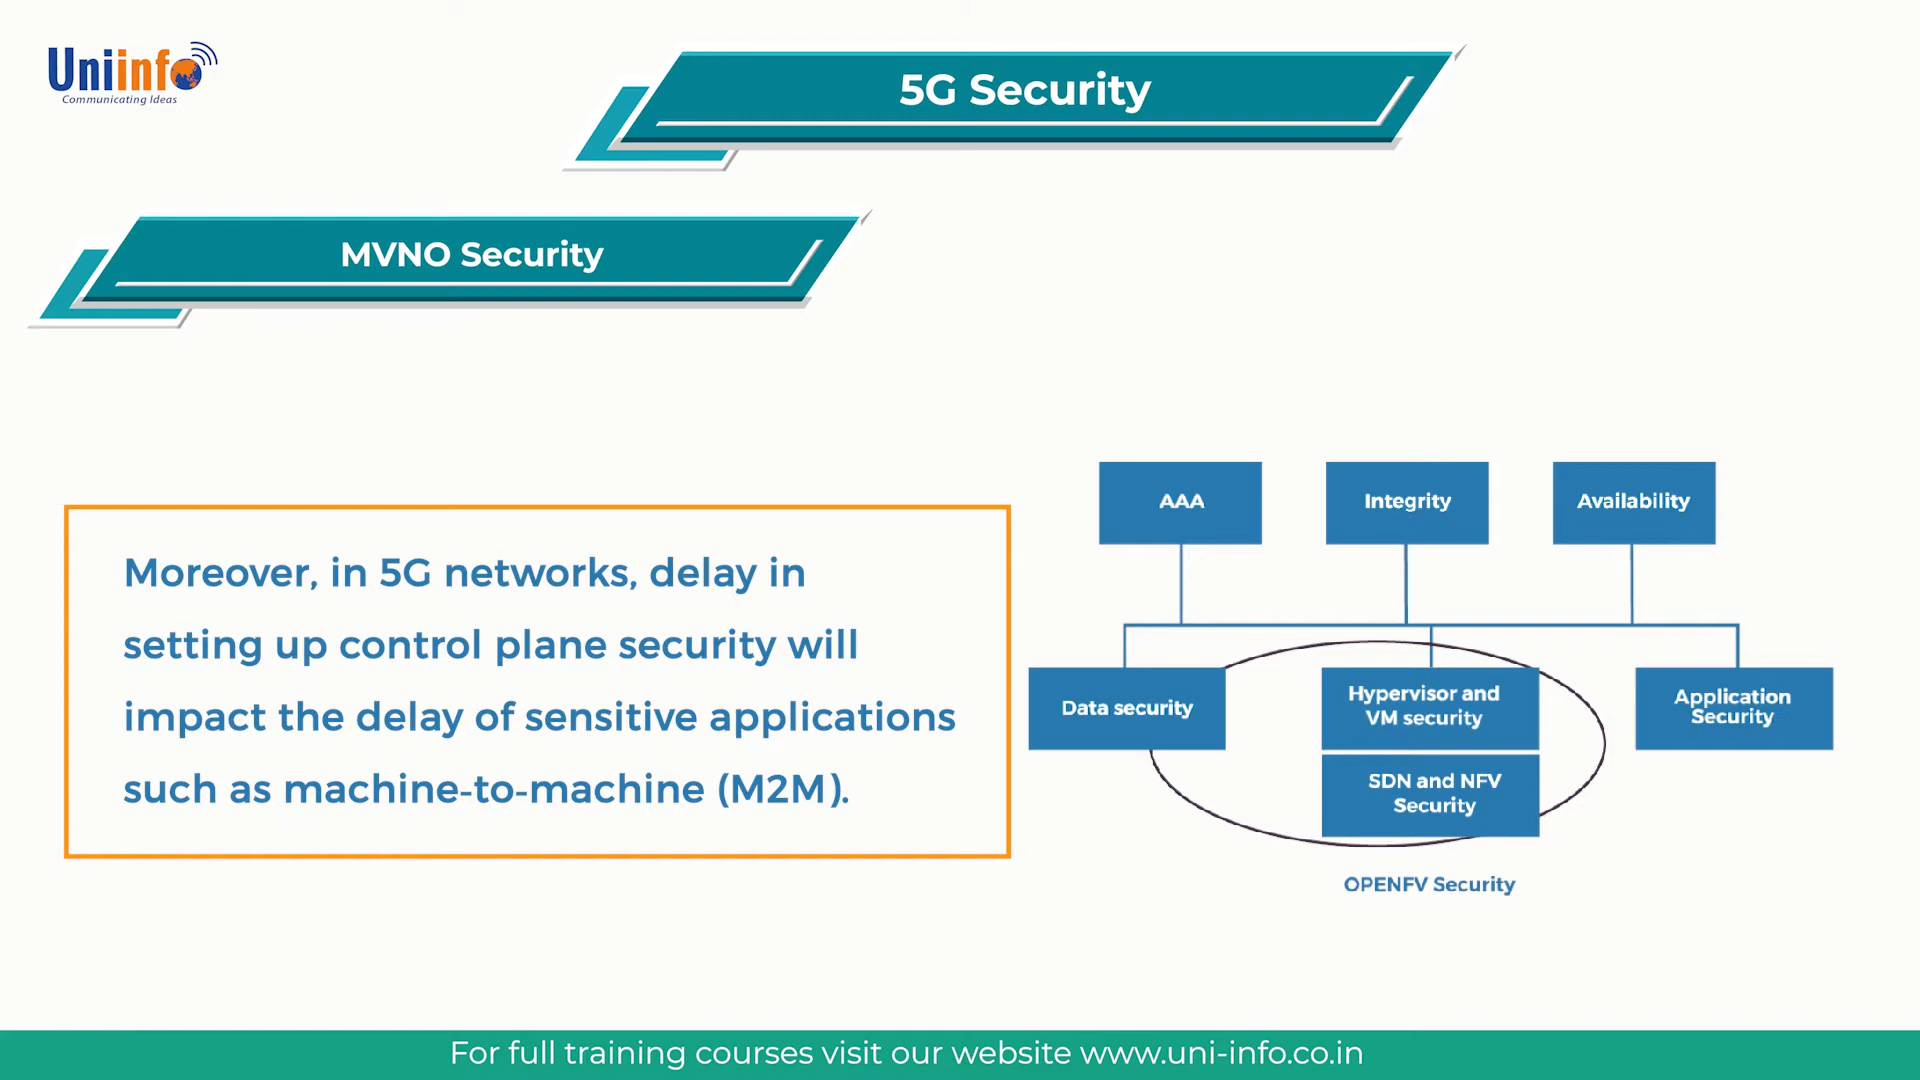 Uniinfo
Communicating Ideas
5G Security
MVNO Security
Moreover, in 5G networks, delay in
setting up control plane security will
impact the delay of sensitive applications
such as machine-to-machine (M2M).
AAA
Integrity
Availability
Data security
Hypervisor and
VM security
SDN and NFV
Security
Application
Security
OPENFV Security
For full training courses visit our website www.uni-info.co.in